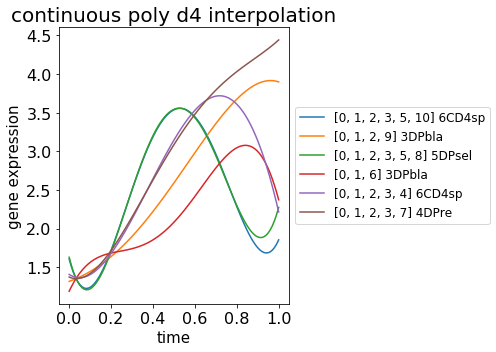 continuous poly d4 interpolation
gene expression
4.5
4.0
3.5
3.0
2.5
2.0
1.5
0.0 0.2 0.4 0.6 0.8 1.0
time
[0, 1, 2, 3, 5, 10] 6CD4sp
[0, 1, 2, 9] 3DPbla
[0, 1, 2, 3, 5, 8] 5DPsel
[0, 1, 6] 3DPbla
[0, 1, 2, 3, 4] 6CD4sp
[0, 1, 2, 3, 7] 4DPre